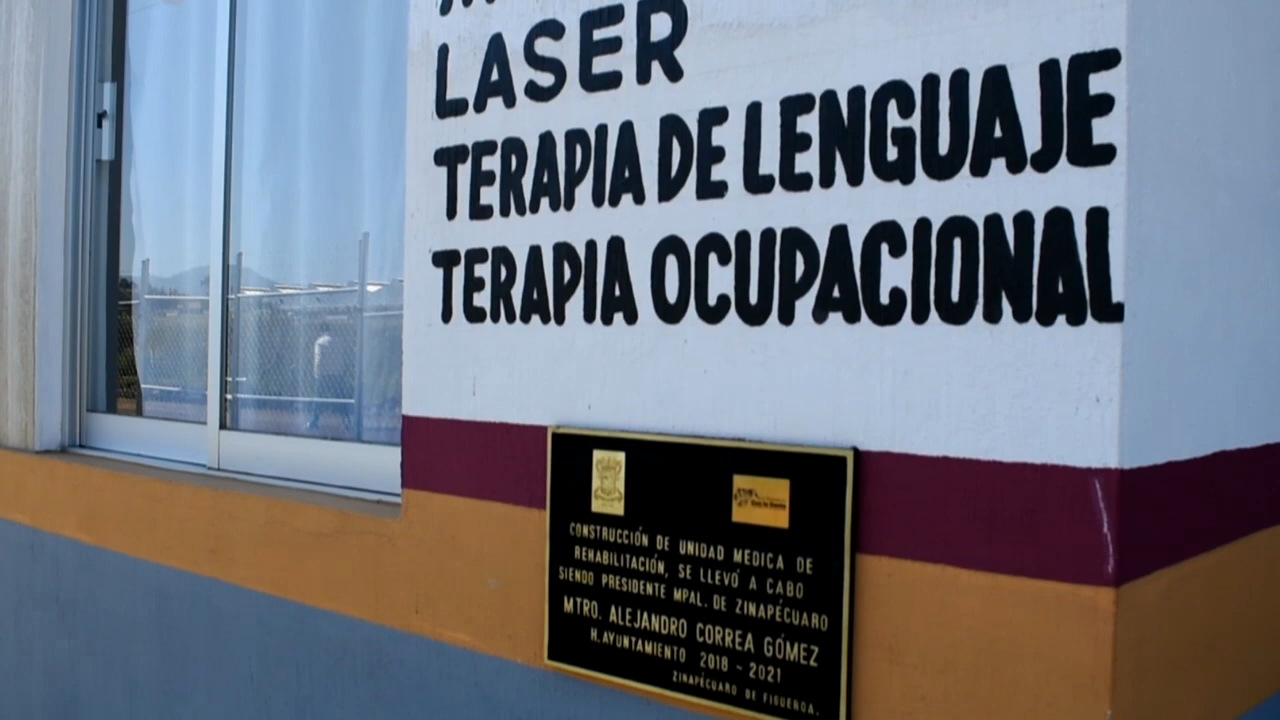 LASER
TERAPIA DE LENGUAJE
TERAPIA OCUPACIONAL
CONSTRUCCIÓN DE UNIDAD MEDICA DE
REHABILITACIÓN, SE LLEVÓ A CABO
SIENDO PRESIDENTE MPAL. DE ZINAPÉCUARO
MTRO. ALEJANDRO CORREA GÓMEZ
H. AYUNTAMIENTO 2018 - 2021
ZINAPÉCUARO DE FIGUEROA.